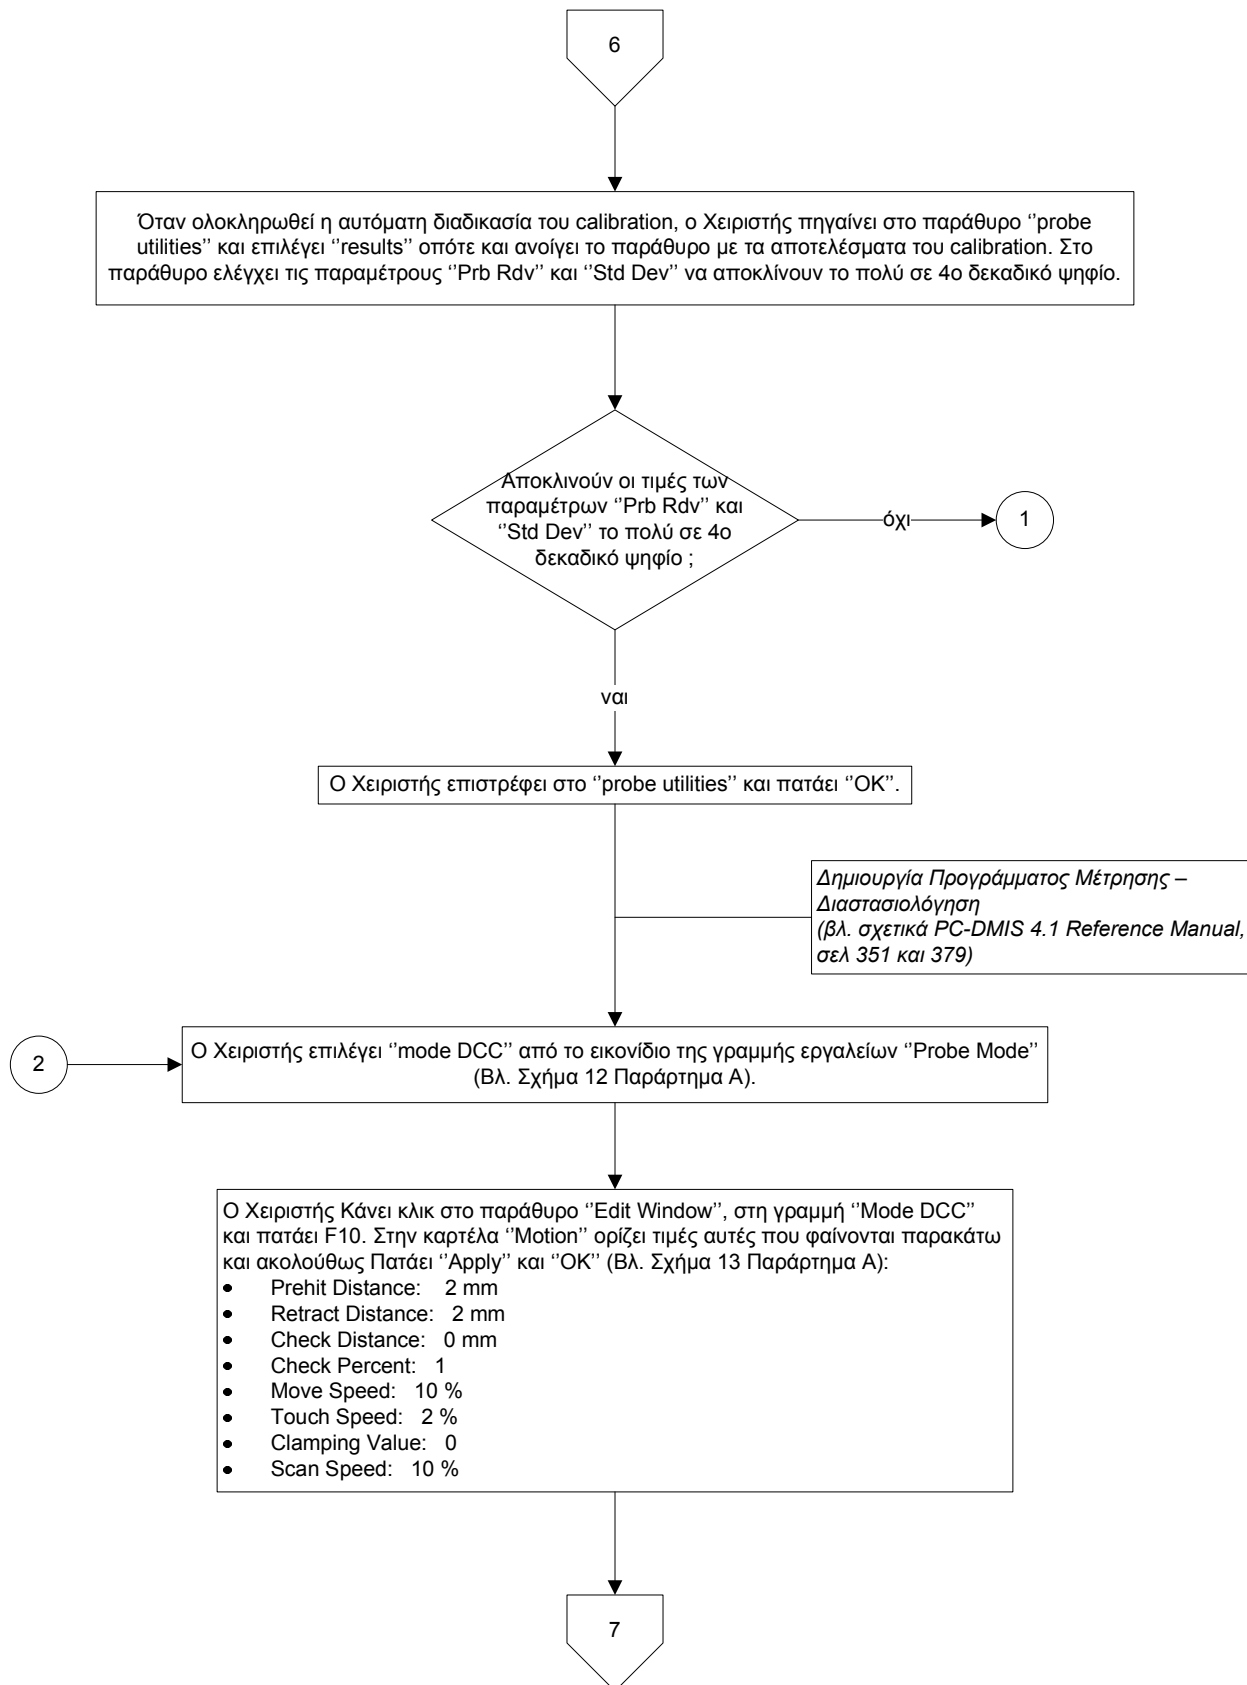 6
Όταν ολοκληρωθεί η αυτόματη διαδικασία του calibration, ο Χειριστής πηγαίνει στο παράθυρο ‘’probe
utilities’’ και επιλέγει ‘’results’’ οπότε και ανοίγει το παράθυρο με τα αποτελέσματα του calibration. Στο
παράθυρο ελέγχει τις παραμέτρους ‘’Prb Rdv’’ και ‘’Std Dev’’ να αποκλίνουν το πολύ σε 4ο δεκαδικό ψηφίο.
Αποκλινούν οι τιμές των
παραμέτρων ‘’Prb Rdv’’ και
‘’Std Dev’’ το πολύ σε 4ο
δεκαδικό ψηφίο ;
όχι
1
ναι
Ο Χειριστής επιστρέφει στο ‘’probe utilities’’ και πατάει ‘’OK’’.
Δημιουργία Προγράμματος Μέτρησης –
Διαστασιολόγηση
(βλ. σχετικά PC-DMIS 4.1 Reference Manual,
σελ 351 και 379)
2
Ο Χειριστής επιλέγει ‘’mode DCC’’ από το εικονίδιο της γραμμής εργαλείων ‘’Probe Mode’’
(Βλ. Σχήμα 12 Παράρτημα Α).
Ο Χειριστής Κάνει κλικ στο παράθυρο ‘’Edit Window’’, στη γραμμή ‘’Mode DCC’’
και πατάει F10. Στην καρτέλα ‘’Motion’’ ορίζει τιμές αυτές που φαίνονται παρακάτω
και ακολούθως Πατάει ‘’Apply’’ και ‘’OK’’ (Βλ. Σχήμα 13 Παράρτημα Α):
• Prehit Distance: 2 mm
• Retract Distance: 2 mm
• Check Distance: 0 mm
• Check Percent: 1
• Move Speed: 10 %
• Touch Speed: 2 %
• Clamping Value: 0
• Scan Speed: 10 %
7